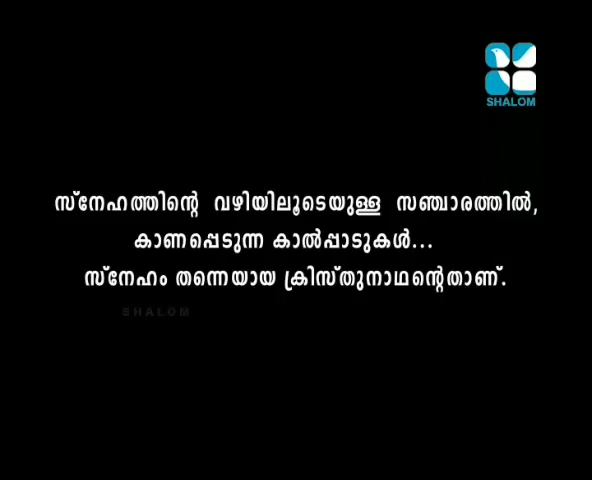 SHALOM
സ്നേഹത്തിന്റെ വഴിയിലൂടെയുള്ള സഞ്ചാരത്തിൽ,
കാണപ്പെടുന്ന കാൽപ്പാടുകൾ...
സ്നേഹം തന്നെയായ ക്രിസ്തുനാഥന്റെതാണ്.
SHALOM